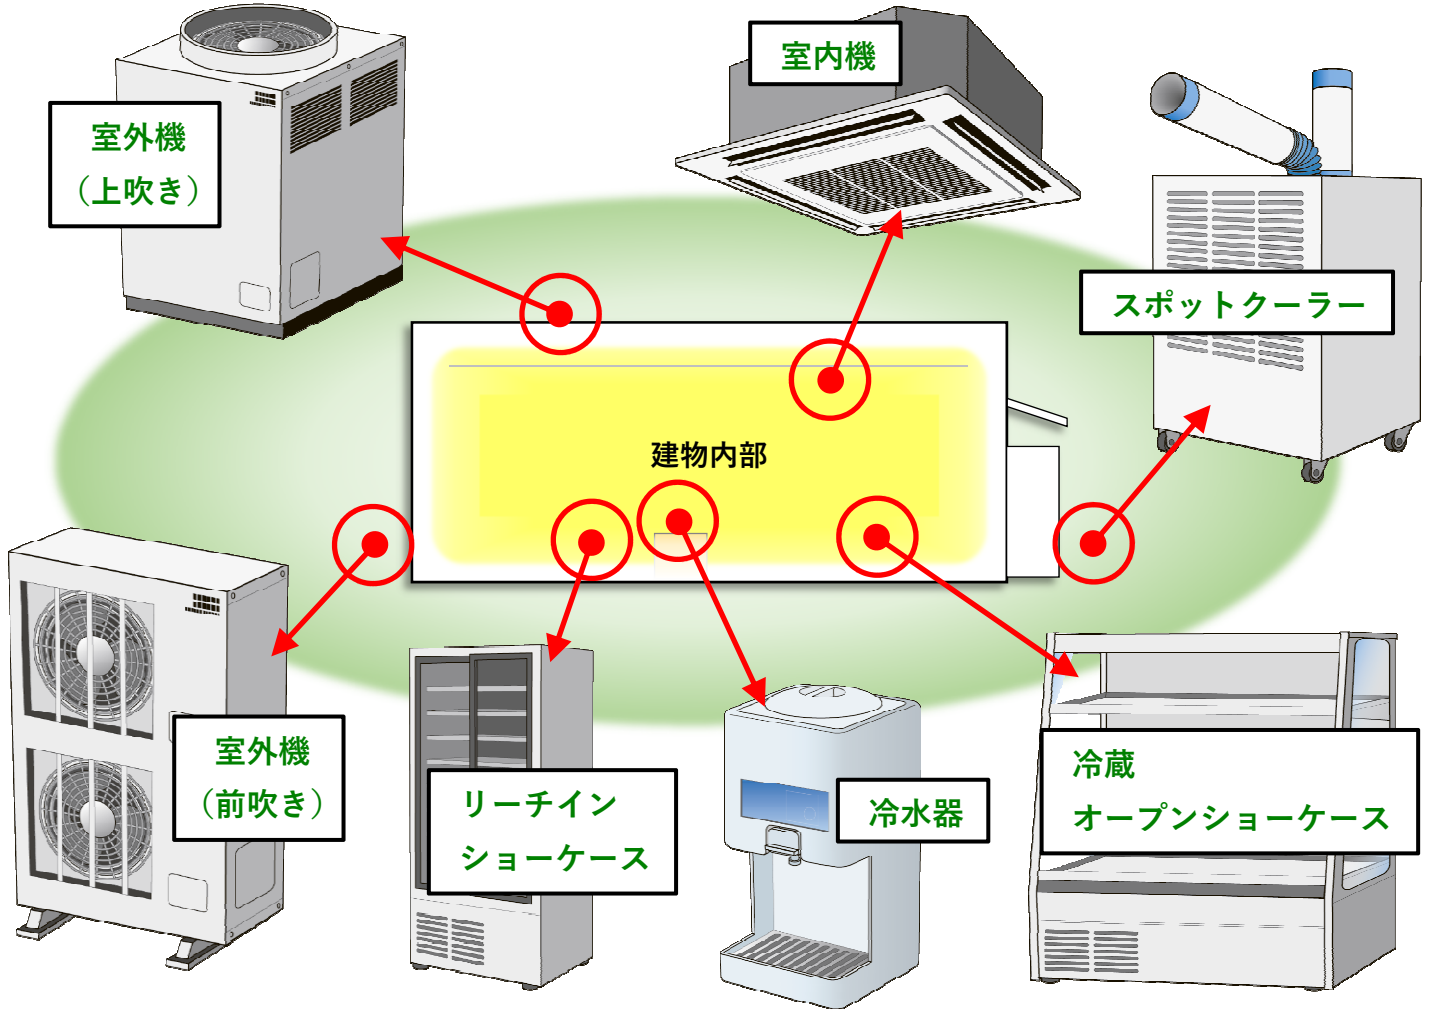 室内機
室外機
（上吹き）
スポットクーラー
建物内部
室外機
（前吹き）
リーチイン
ショーケース
冷水器
冷蔵
オープンショーケース